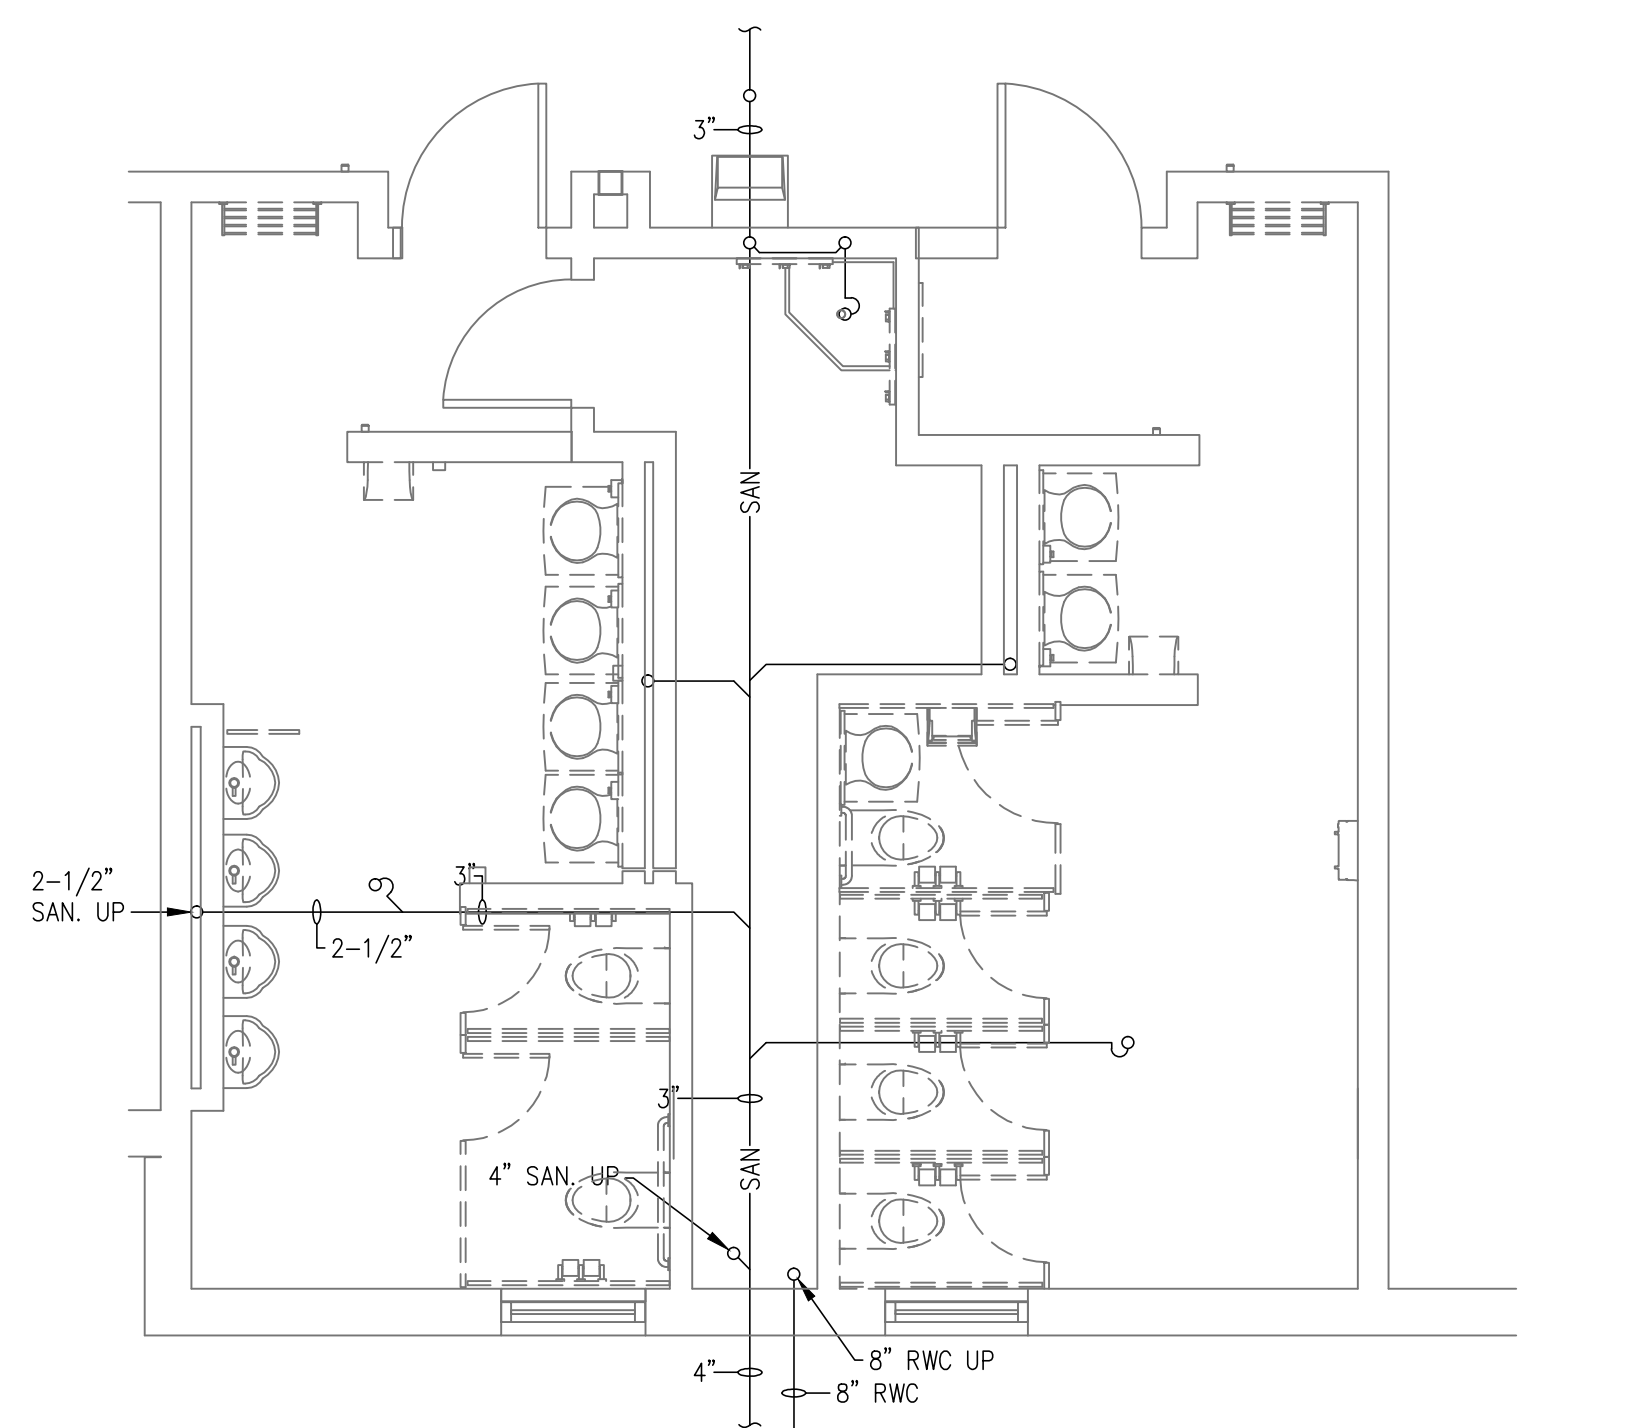 3"
SAN
2-1/2"
SAN. UP
3"
2-1/2"
3"
SAN
4" SAN. UP
8" RWC UP
4"
8" RWC